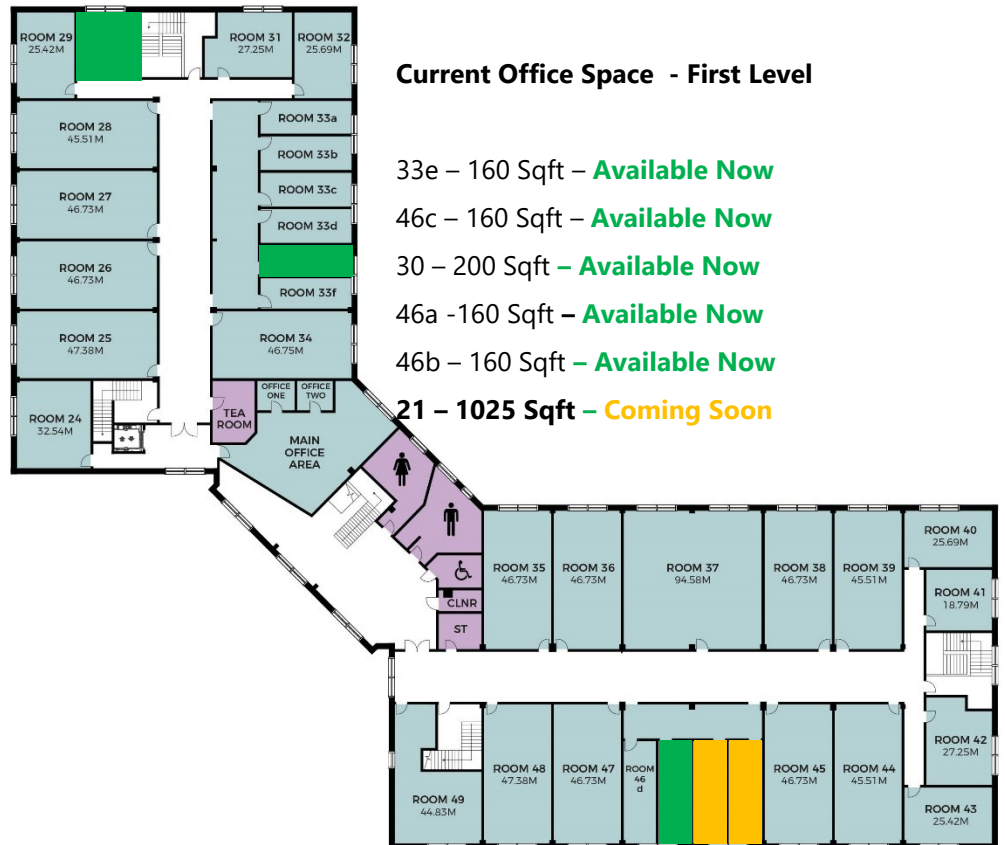 ROOM 29
25.42M
ROOM 31
27.25M
ROOM 32
25.69M
Current Office Space - First Level
ROOM 28
45.51M
ROOM 33a
ROOM 33b
33e – 160 Sqft – Available Now
ROOM 27
46.73M
ROOM 33c
46c – 160 Sqft – Available Now
ROOM 33d
ROOM 26
46.73M
30 – 200 Sqft – Available Now
ROOM 33f
46a -160 Sqft – Available Now
ROOM 25
47.38M
ROOM 34
46.75M
46b – 160 Sqft – Available Now
21 – 1025 Sqft – Coming Soon
ROOM 24
32.54M
OFFICE
ONE
OFFICE
TWO
TEA
ROOM
MAIN
OFFICE
AREA
ROOM 35
46.73M
ROOM 36
46.73M
ROOM 37
94.58M
ROOM 38
46.73M
ROOM 39
45.51M
ROOM 40
25.69M
ROOM 41
18.79M
CLNR
ST
ROOM 49
44.83M
ROOM 48
47.38M
ROOM 47
46.73M
ROOM
46
d
ROOM 45
46.73M
ROOM 44
45.51M
ROOM 42
27.25M
ROOM 43
25.42M